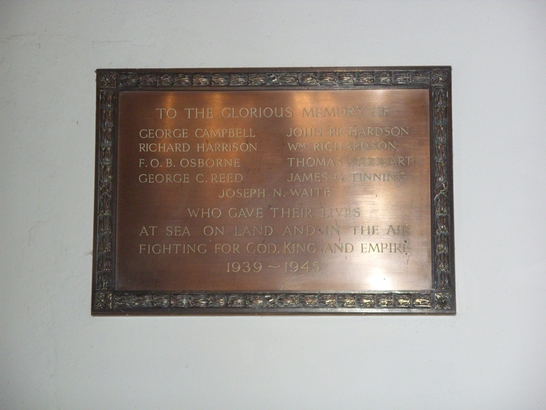 TO THE GLORIOUS MEMORY OF
GEORGE CAMPBELL JOHN RICHARDSON
RICHARD HARRISON WM RICHARDSON
F.O.B. OSBORNE THOMAS
GEORGE C. REED JAMES TINNING
JOSEPH N. WAITE
WHO GAVE THEIR LIVES
AT SEA ON LAND AND IN THE AIR
FIGHTING FOR GOD, KING AND EMPIRE
1939 ~ 1945